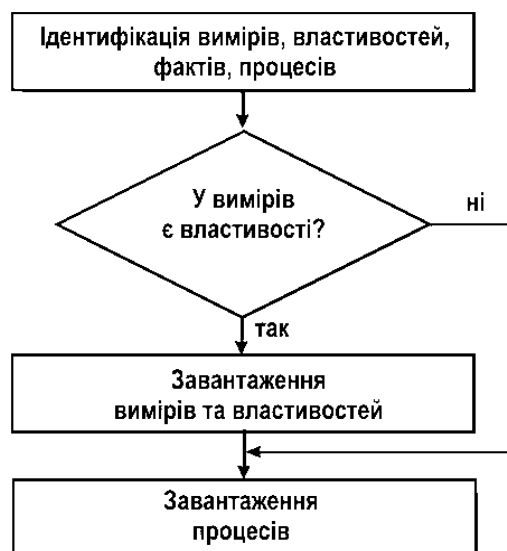 Ідентифікація вимірів, властивостей,
фактів, процесів
У вимірів
є властивості?
ні
так
Завантаження
вимірів та властивостей
Завантаження
процесів